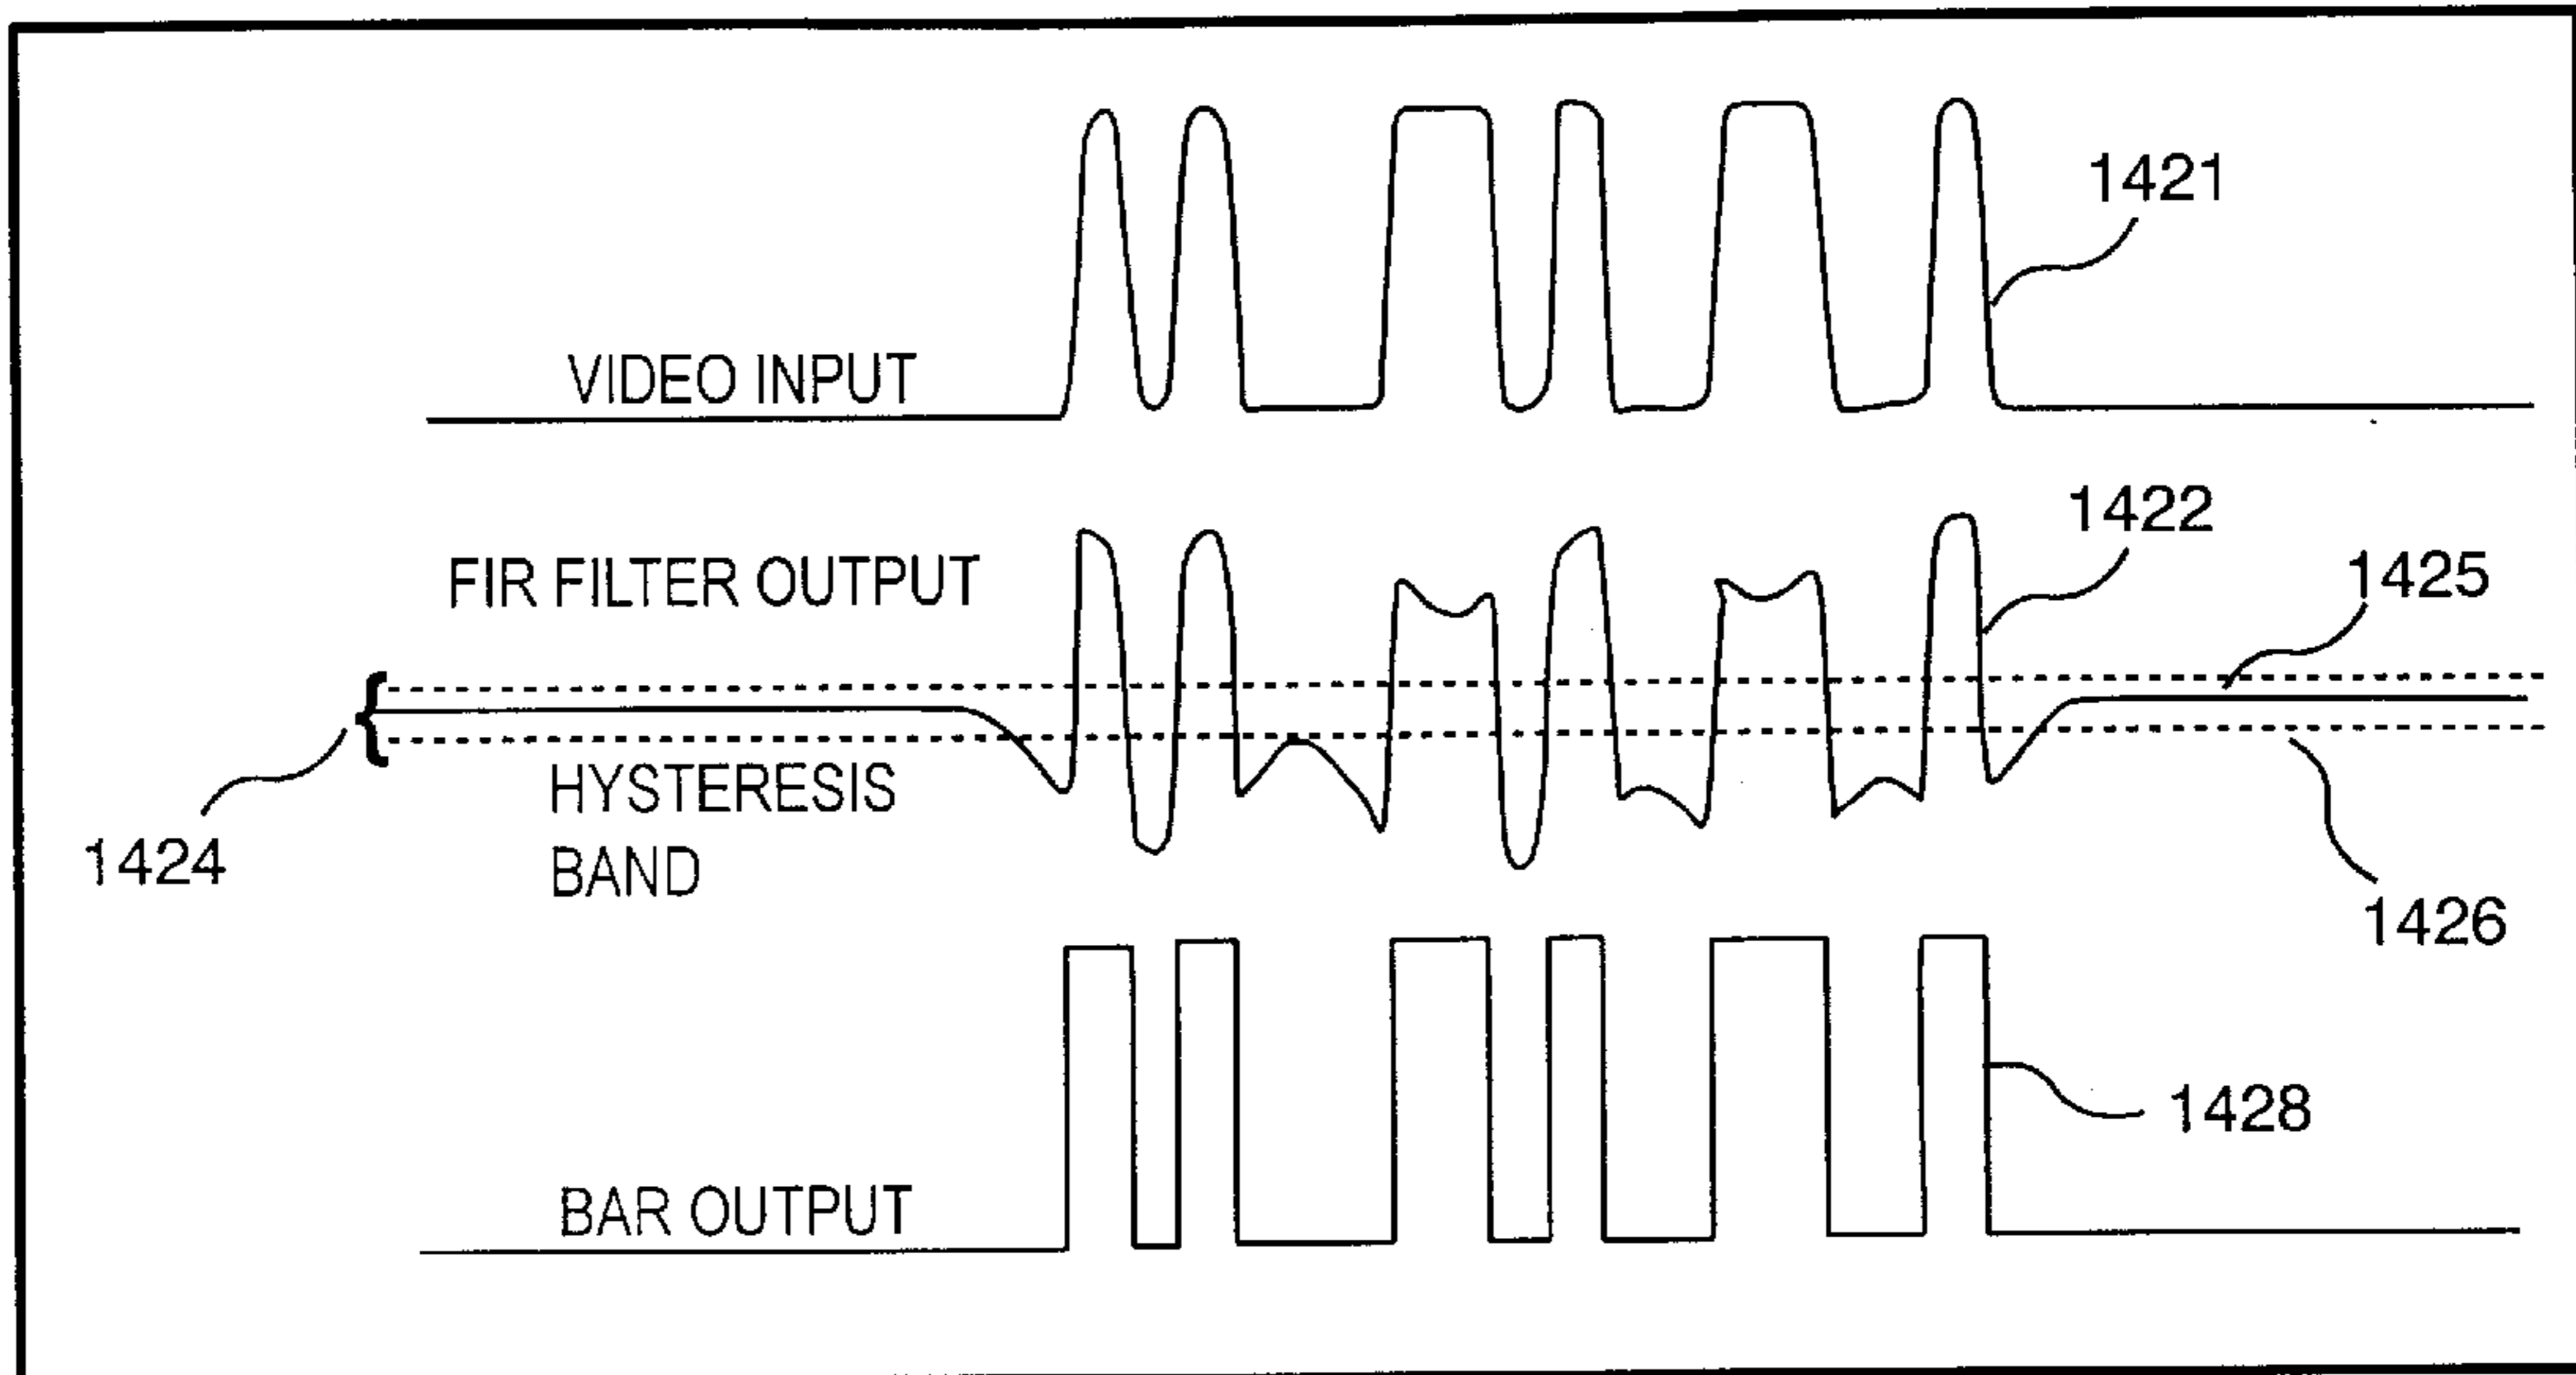 1421
VIDEO INPUT
1422
FIR FILTER OUTPUT
1425
HYSTERESIS
BAND
1424
1426
1428
BAR OUTPUT